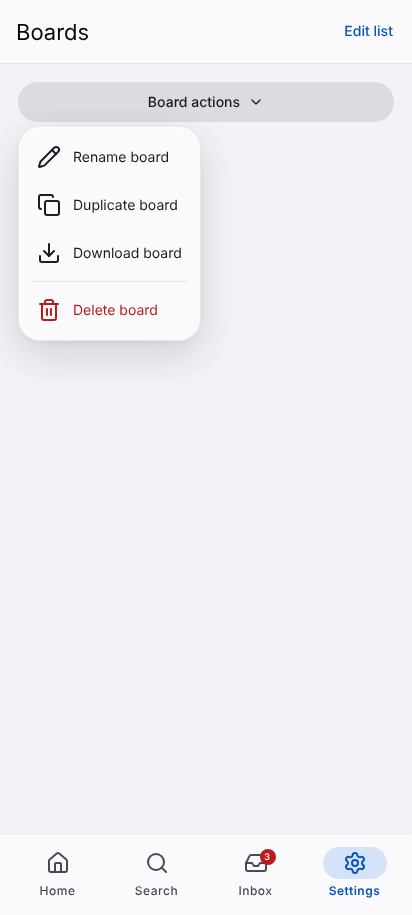 Boards
Edit list
Board actions
Rename board
Duplicate board
Download board
Delete board
3
Home
Search
Inbox
Settings